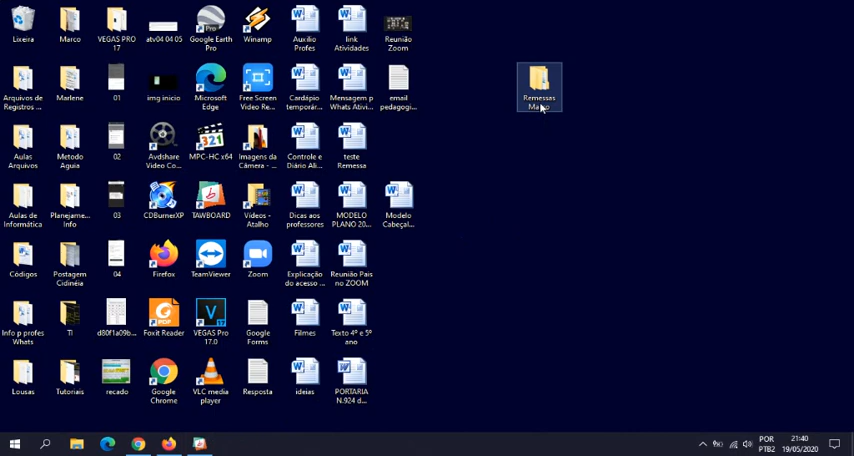 Lixeira
Marco
VEGAS PRO
17
atv04 04 05
Google Earth
Pro
Winamp
Auxilio
Profes
link
Atividades
Reunião
Zoom
Arquivos de
Registros ...
Marlene
01
img inicio
Microsoft
Edge
Free Screen
Video Re...
Cardápio
temporár...
Mensagem p
Whats Ativi...
email
pedagogi...
Remessas
Aulas
Arquivos
Metodo
Aguia
02
Avdshare
Video Co...
MPC-HC x64
Imagens da
Câmera - ...
Controle e
Diário Ali...
teste
Remessa
Aulas de
Informática
Planejame...
Info
03
CDBurnerXP
TAWBOARD
Vídeos -
Atalho
Dicas aos
professores
MODELO
PLANO 20...
Modelo
Cabeçal...
Códigos
Postagem
Cidinéia
04
Firefox
TeamViewer
Zoom
Explicação
do acesso ...
Reunião Pais
no ZOOM
Info p profes
Whats
TI
d80f1a09b...
Foxit Reader
VEGAS Pro
17.0
Google
Forms
Filmes
Texto 4º e 5º
ano
Lousas
Tutoriais
recado
Google
Chrome
VLC media
player
Resposta
ideias
PORTARIA
N.924 d...
POR
PTB2
21:40
19/05/2020